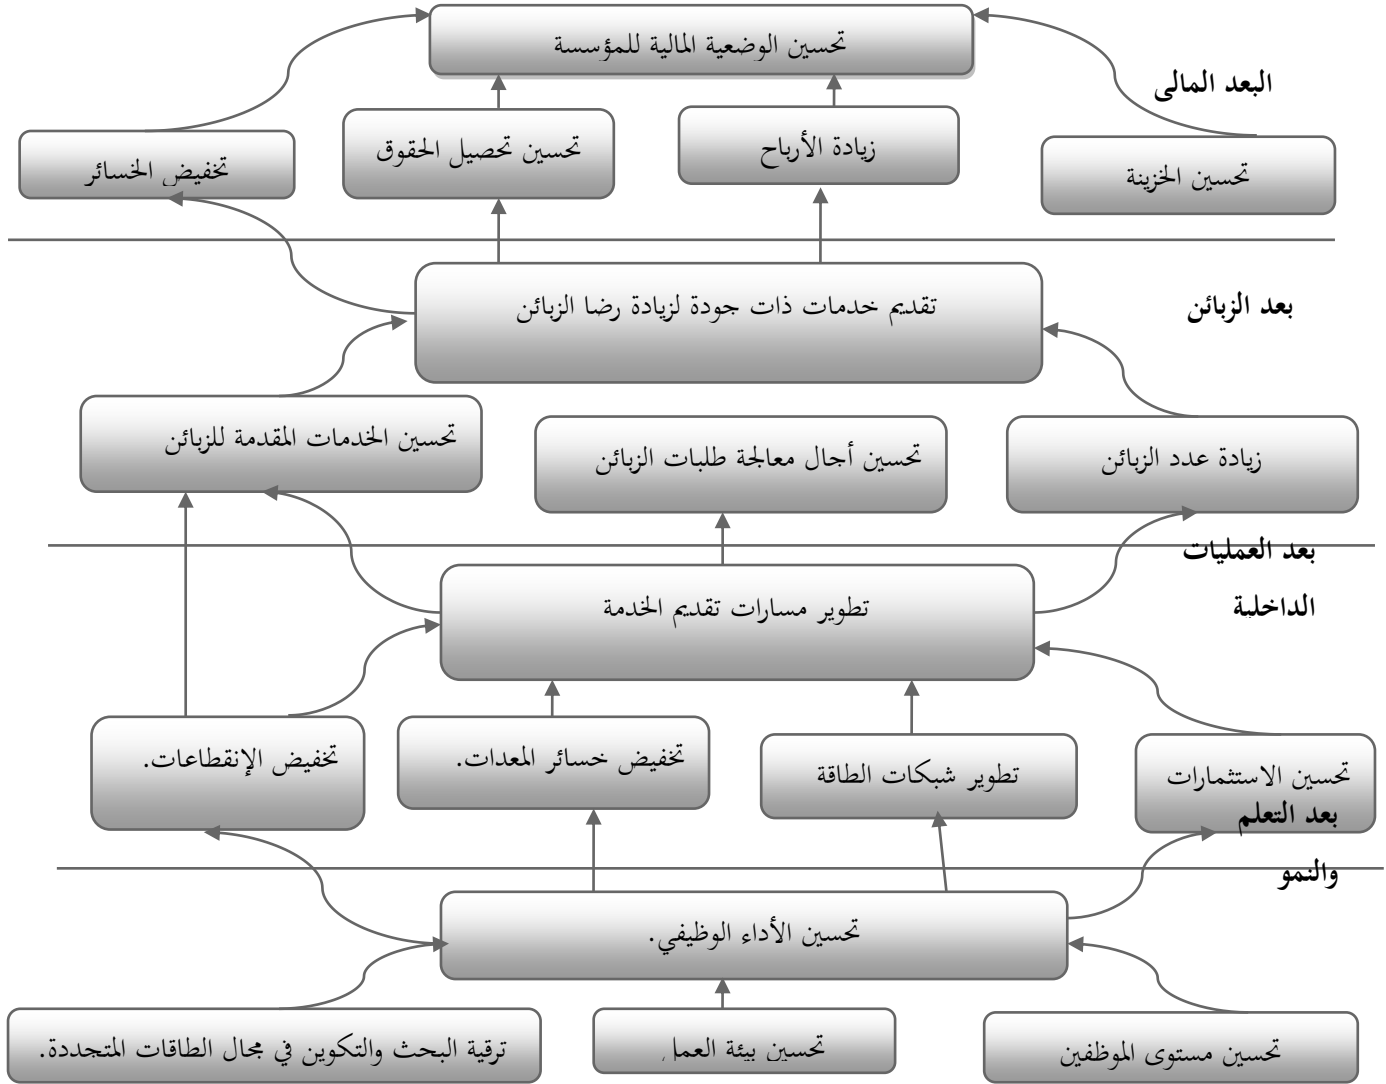 تحسين الوضعية المالية للمؤسسة
البعد المالى
زيادة الأرباح
تحسين تحصيل الحقوق
تخفيض الخسائر
تحسين الخزينة
بعد الزبائن
تقديم خدمات ذات جودة لزيادة رضا الزبائن
زيادة عدد الزبائن
تحسين أجال معالجة طلبات الزبائن
تحسين الخدمات المقدمة للزبائن
بعد العمليات
الداخلية
تطوير مسارات تقديم الخدمة
تحسين الاستثمارات
تطوير شبكات الطاقة
تخفيض خسائر المعدات.
تخفيض الإنقطاعات.
بعد التعلم
والنمو
تحسين الأداء الوظيفي.
تحسين مستوى الموظفين
تحسين بيئة العمل
ترقية البحث والتكوين في مجال الطاقات المتجددة.